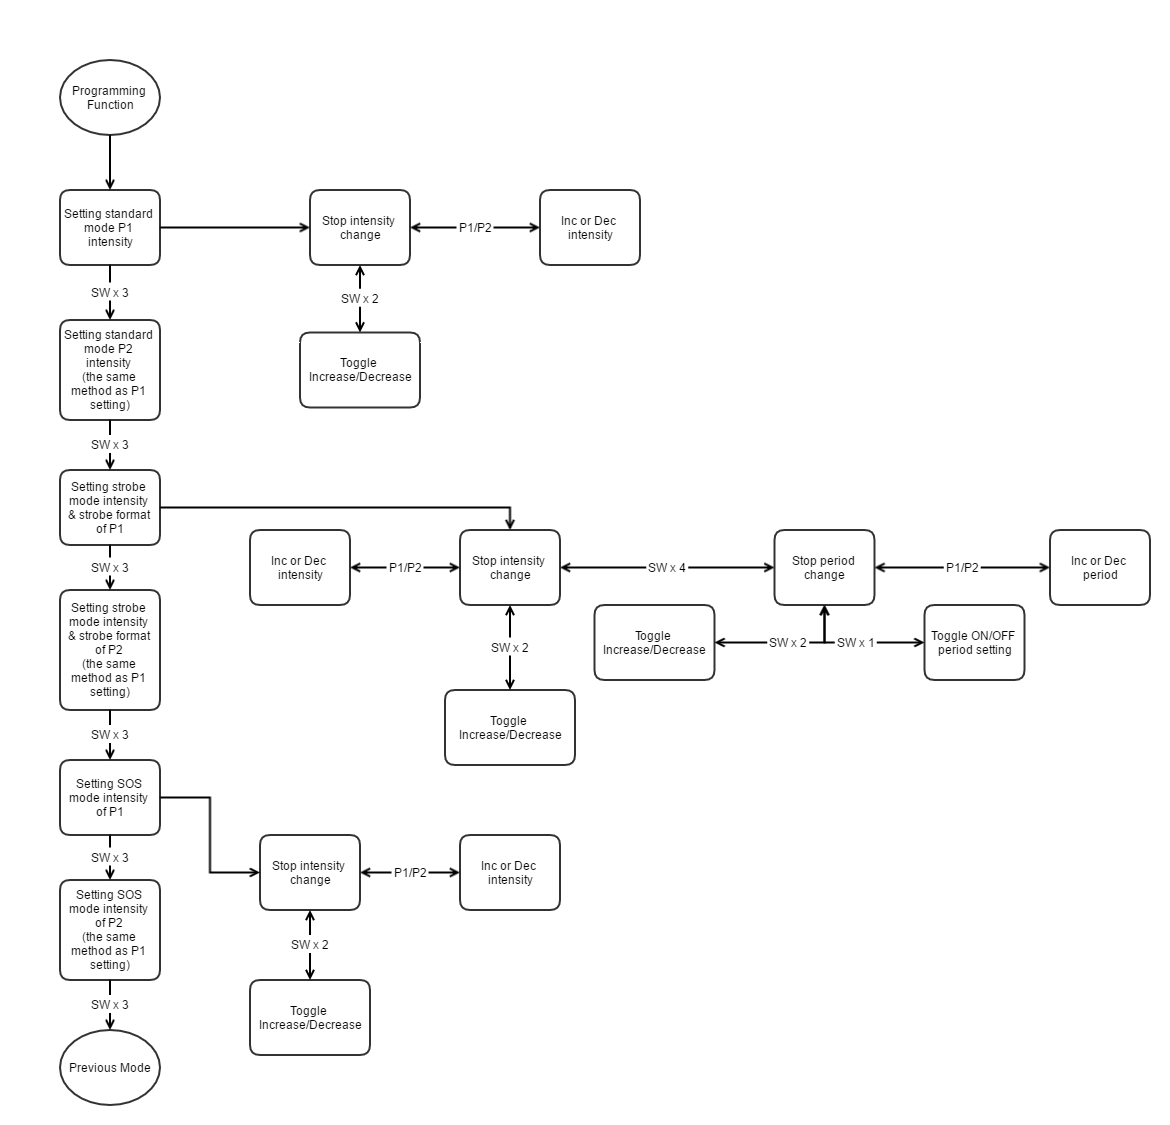 Programming
Function
Setting standard
mode P1
intensity
Stop intensity
change
P1/P2
Inc or Dec
intensity
SW x 3
SW x 2
Setting standard
mode P2
intensity
(the same
method as P1
setting)
Toggle
Increase/Decrease
SW x 3
Setting strobe
mode intensity
& strobe format
of P1
Inc or Dec
intensity
P1/P2
Stop intensity
change
SW x 4
Stop period
change
P1/P2
Inc or Dec
period
SW x 3
Setting strobe
mode intensity
& strobe format
of P2
(the same
method as P1
setting)
SW x 2
Toggle
Increase/Decrease
SW x 2
SW x 1
Toggle ON/OFF
period setting
Toggle
Increase/Decrease
SW x 3
Setting SOS
mode intensity
of P1
SW x 3
Stop intensity
change
P1/P2
Inc or Dec
intensity
Setting SOS
mode intensity
of P2
(the same
method as P1
setting)
SW x 2
SW x 3
Toggle
Increase/Decrease
Previous Mode